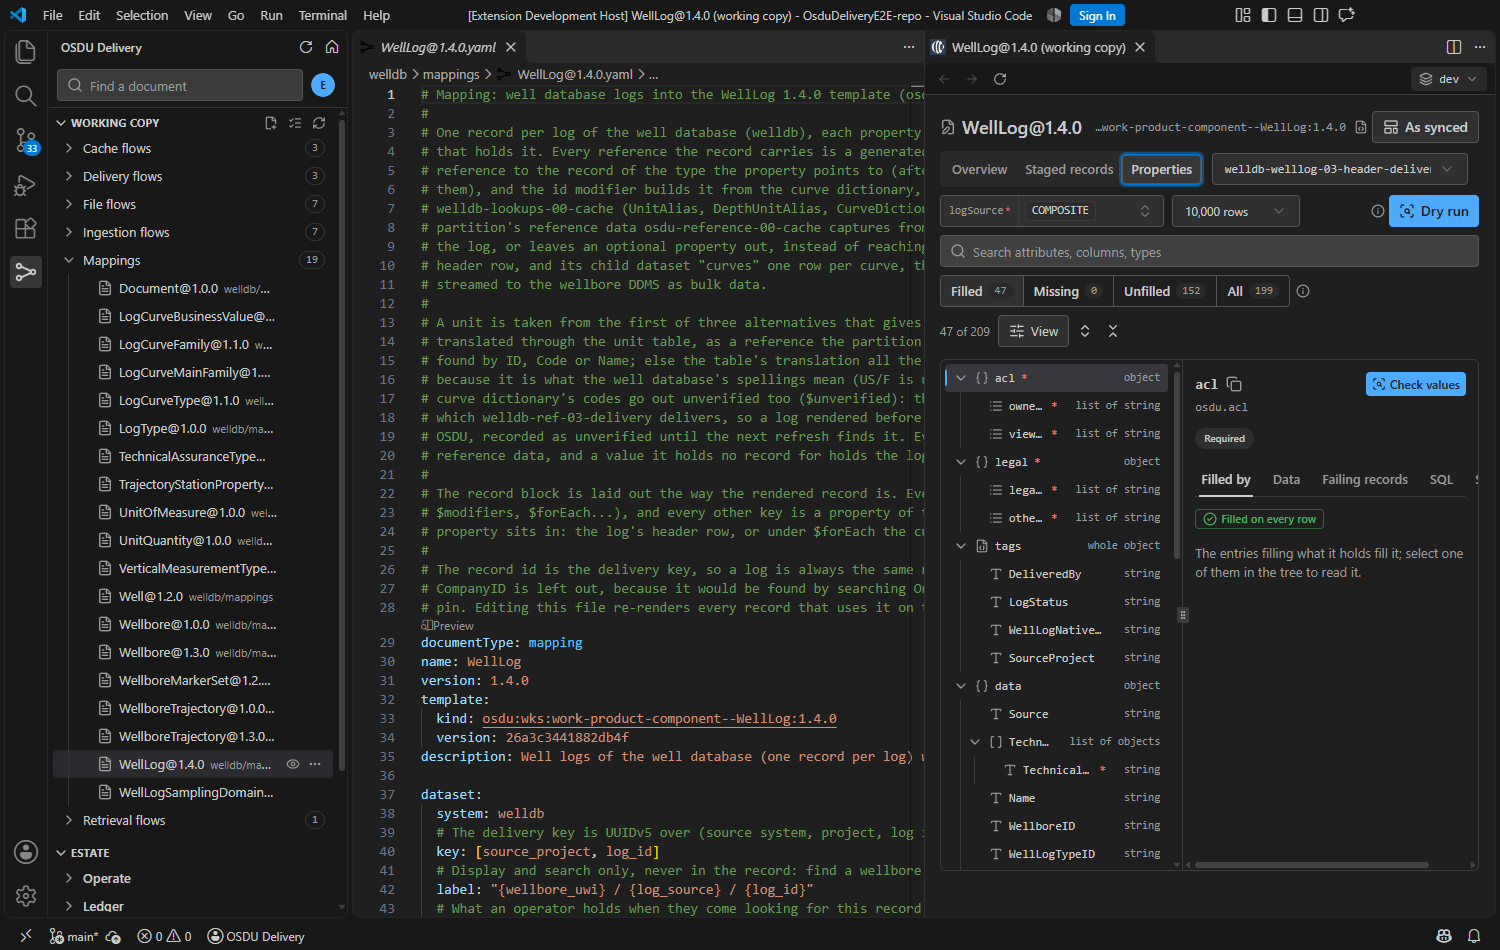 File Edit Selection View Go Run Terminal Help
[Extension Development Host] WellLog@1.4.0 (working copy) - OsduDeliveryE2E-repo - Visual Studio Code
Sign In
OSDU Delivery
Find a document
E
WORKING COPY
Cache flows 3
Delivery flows 3
File flows 7
Ingestion flows 7
Mappings 19
Document@1.0.0 welldb/...
LogCurveBusinessValue@...
LogCurveFamily@1.1.0 w...
LogCurveMainFamily@1....
LogCurveType@1.1.0 well...
LogType@1.0.0 welldb/ma...
TechnicalAssuranceType...
TrajectoryStationProperty...
UnitOfMeasure@1.0.0 wel...
UnitQuantity@1.0.0 welld...
VerticalMeasurementType...
Well@1.2.0 welldb/mappings
Wellbore@1.0.0 welldb/ma...
Wellbore@1.3.0 welldb/ma...
WellboreMarkerSet@1.2....
WellboreTrajectory@1.0.0...
WellboreTrajectory@1.3.0...
WellLog@1.4.0 welldb/ma...
WellLogSamplingDomain...
Retrieval flows 1
ESTATE
Operate
Ledger
33
WellLog@1.4.0.yaml
welldb > mappings > WellLog@1.4.0.yaml > ...
1 # Mapping: well database logs into the WellLog 1.4.0 template (osd
2 #
3 # One record per log of the well database (welldb), each property
4 # that holds it. Every reference the record carries is a generated
5 # reference to the record of the type the property points to (afte
6 # them), and the id modifier builds it from the curve dictionary,
7 # welldb-lookups-00-cache (UnitAlias, DepthUnitAlias, CurveDiction
8 # partition's reference data osdu-reference-00-cache captures from
9 # the log, or leaves an optional property out, instead of reaching
10 # header row, and its child dataset "curves" one row per curve, th
11 # streamed to the wellbore DDMS as bulk data.
12 #
13 # A unit is taken from the first of three alternatives that gives
14 # translated through the unit table, as a reference the partition
15 # found by ID, Code or Name; else the table's translation all the
16 # because it is what the well database's spellings mean (US/F is u
17 # curve dictionary's codes go out unverified too ($unverified): th
18 # which welldb-ref-03-delivery delivers, so a log rendered before
19 # OSDU, recorded as unverified until the next refresh finds it. Ev
20 # reference data, and a value it holds no record for holds the log
21 #
22 # The record block is laid out the way the rendered record is. Eve
23 # $modifiers, $forEach...), and every other key is a property of t
24 # property sits in: the log's header row, or under $forEach the cu
25 #
26 # The record id is the delivery key, so a log is always the same r
27 # CompanyID is left out, because it would be found by searching OS
28 # pin. Editing this file re-renders every record that uses it on t
Preview
29 documentType: mapping
30 name: WellLog
31 version: 1.4.0
32 template:
33 kind: osdu:wks:work-product-component--WellLog:1.4.0
34 version: 26a3c3441882db4f
35 description: Well logs of the well database (one record per log) w
36
37 dataset:
38 system: welldb
39 # The delivery key is UUIDv5 over (source system, project, log i
40 key: [source_project, log_id]
41 # Display and search only, never in the record: find a wellbore
42 label: "{wellbore_uwi} / {log_source} / {log_id}"
43 # What an operator holds when they come looking for this record
WellLog@1.4.0 (working copy)
dev
WellLog@1.4.0 ...work-product-component--WellLog:1.4.0 As synced
Overview Staged records Properties welldb-welllog-03-header-deliver
logSource* COMPOSITE 10,000 rows Dry run
Search attributes, columns, types
Filled 47 Missing 0 Unfilled 152 All 199
47 of 209 View
{} acl * object
owne... * list of string
view... * list of string
{} legal * object
lega... * list of string
othe... * list of string
tags whole object
DeliveredBy string
LogStatus string
WellLogNative... string
SourceProject string
{} data object
Source string
[] Techn... list of objects
Technical... * string
Name string
WellboreID string
WellLogTypeID string
acl Check values
osdu.acl
Required
Filled by Data Failing records SQL
Filled on every row
The entries filling what it holds fill it; select one
of them in the tree to read it.
main* 0 0 OSDU Delivery